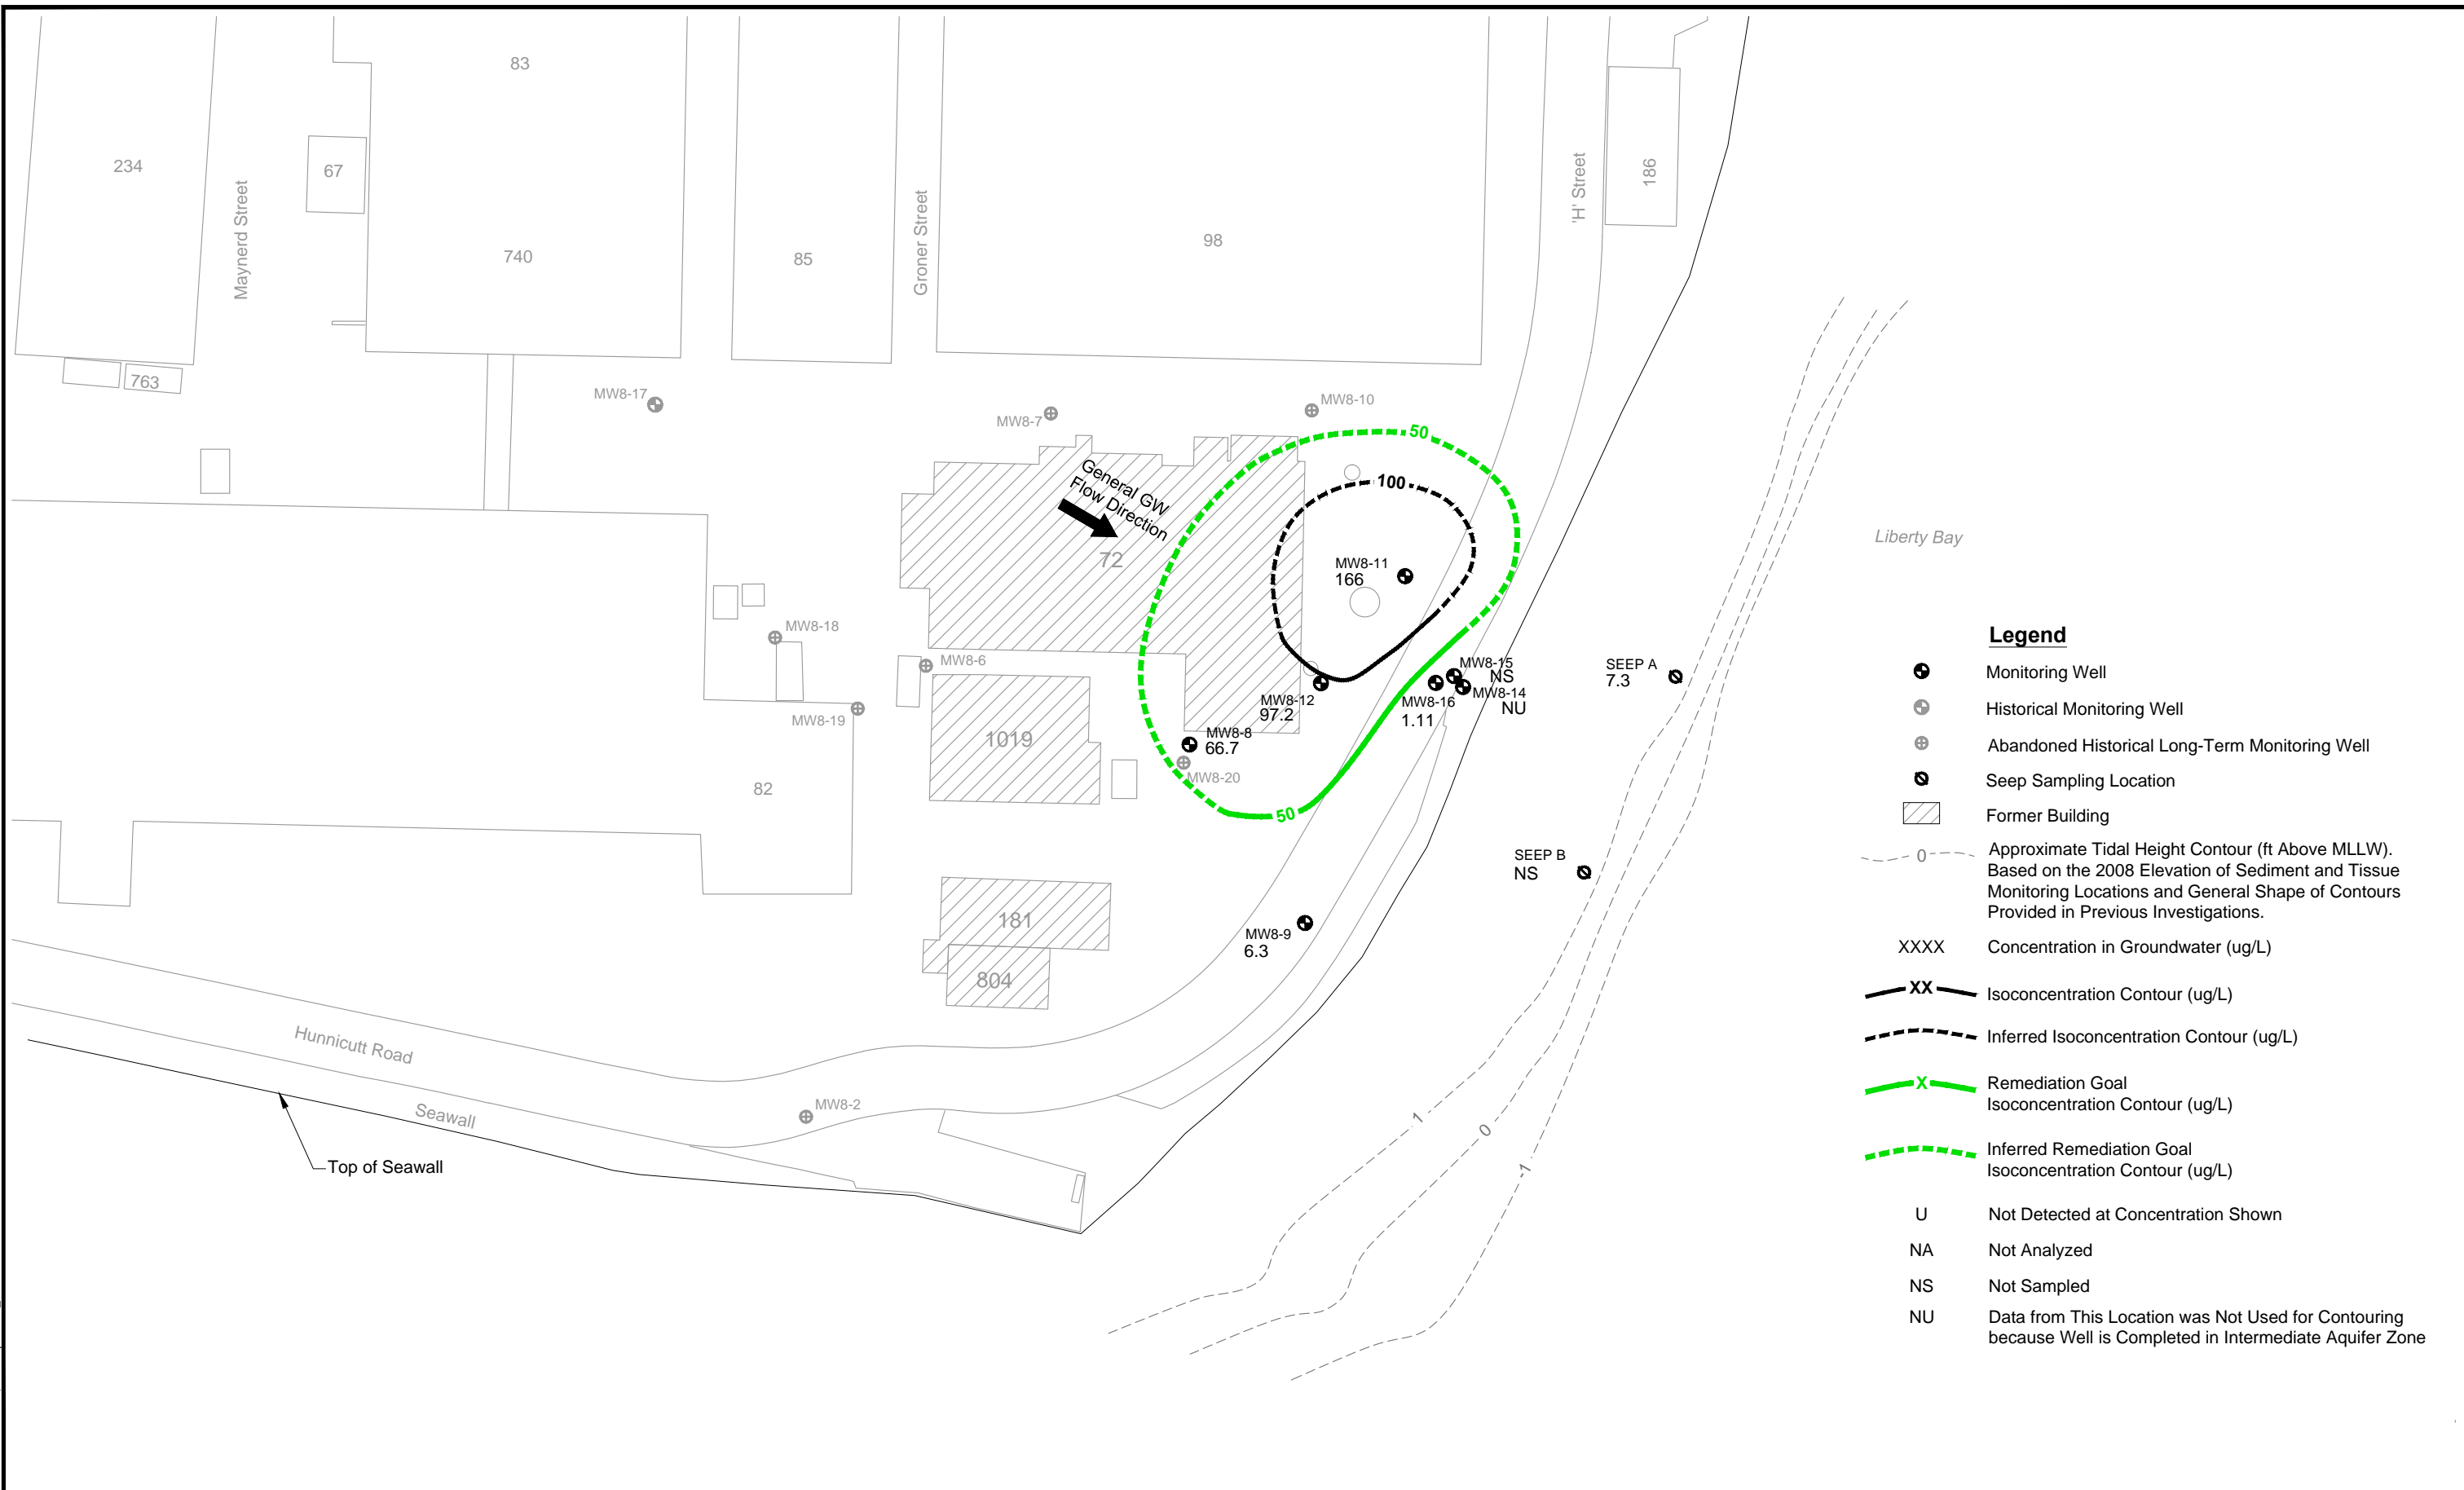 83
234
67
Maynerd Street
740
85
Groner Street
98
'H' Street
186
763
MW8-17
MW8-7
MW8-10
50
100
General GW
Flow Direction
72
MW8-11
166
Liberty Bay
MW8-18
MW8-6
MW8-19
MW8-12
97.2
MW8-15
NS
MW8-14
NU
MW8-16
1.11
SEEP A
7.3
1019
MW8-8
66.7
MW8-20
82
50
SEEP B
NS
181
804
MW8-9
6.3
Hunnicutt Road
Seawall
MW8-2
Top of Seawall
1
0
-1
Legend
Monitoring Well
Historical Monitoring Well
Abandoned Historical Long-Term Monitoring Well
Seep Sampling Location
Former Building
0 Approximate Tidal Height Contour (ft Above MLLW).
Based on the 2008 Elevation of Sediment and Tissue
Monitoring Locations and General Shape of Contours
Provided in Previous Investigations.
XXXX Concentration in Groundwater (ug/L)
XX Isoconcentration Contour (ug/L)
Inferred Isoconcentration Contour (ug/L)
X Remediation Goal
Isoconcentration Contour (ug/L)
Inferred Remediation Goal
Isoconcentration Contour (ug/L)
U Not Detected at Concentration Shown
NA Not Analyzed
NS Not Sampled
NU Data from This Location was Not Used for Contouring
because Well is Completed in Intermediate Aquifer Zone